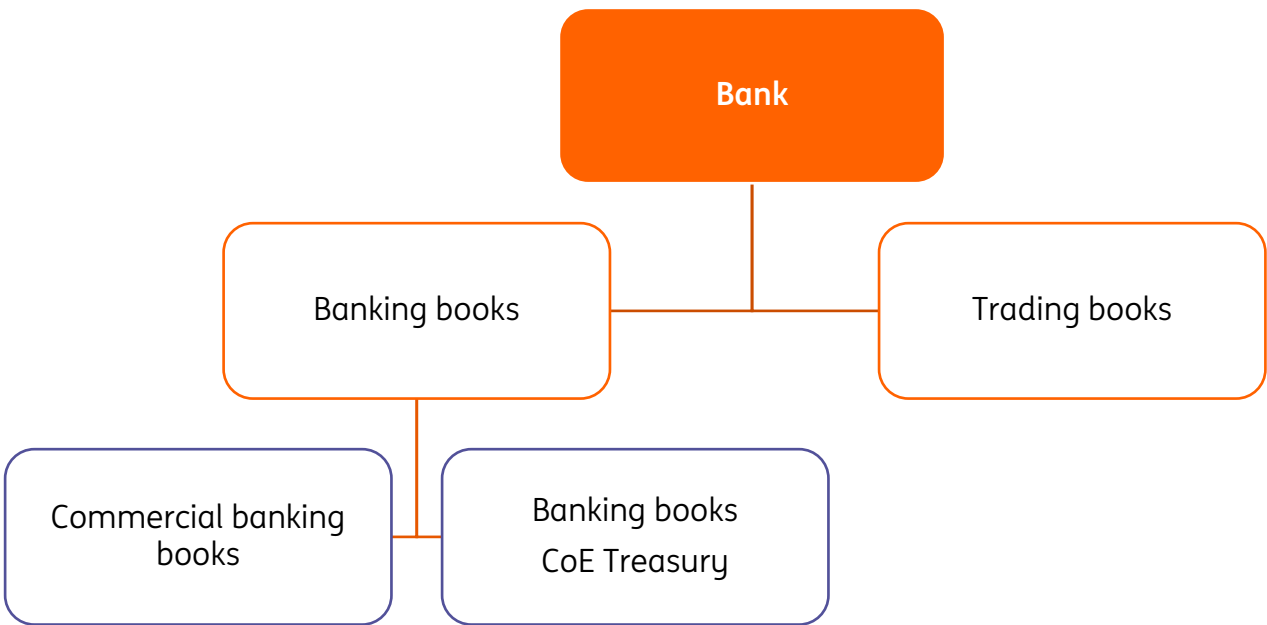 Bank
Banking books
Trading books
Commercial banking
books
Banking books
CoE Treasury